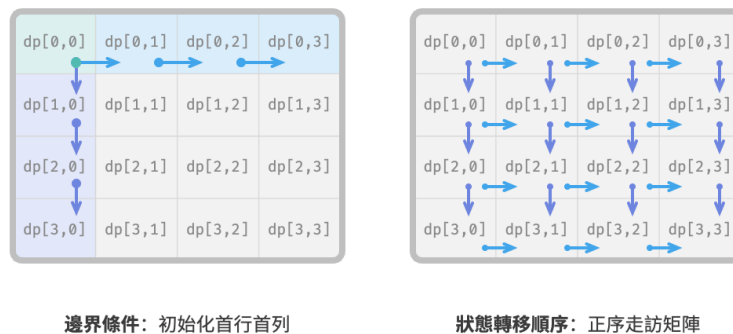 dp[0,0] dp[0,1] dp[0,2] dp[0,3]
dp[1,0] dp[1,1] dp[1,2] dp[1,3]
dp[2,0] dp[2,1] dp[2,2] dp[2,3]
dp[3,0] dp[3,1] dp[3,2] dp[3,3]
邊界條件：初始化首行首列
dp[0,0] dp[0,1] dp[0,2] dp[0,3]
dp[1,0] dp[1,1] dp[1,2] dp[1,3]
dp[2,0] dp[2,1] dp[2,2] dp[2,3]
dp[3,0] dp[3,1] dp[3,2] dp[3,3]
狀態轉移順序：正序走訪矩陣